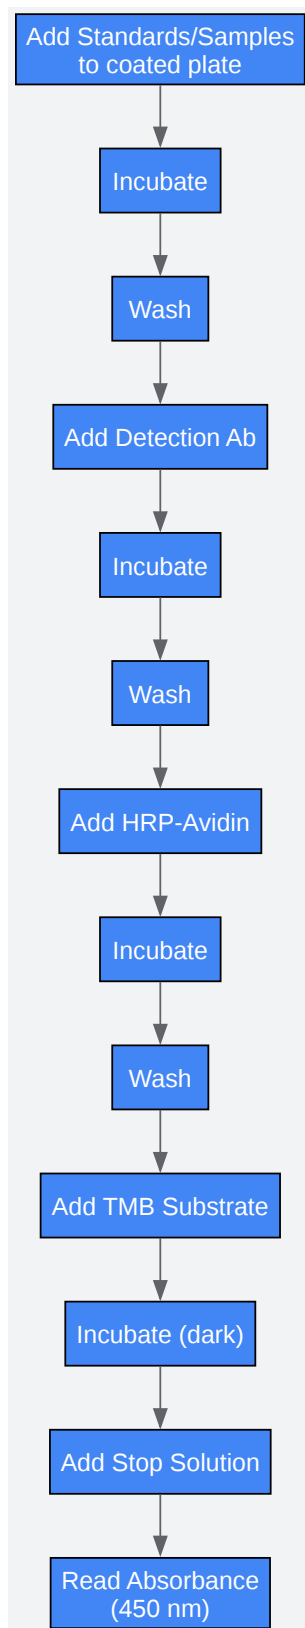 Add Standards/Samples
to coated plate
Incubate
Wash
Add Detection Ab
Incubate
Wash
Add HRP-Avidin
Incubate
Wash
Add TMB Substrate
Incubate (dark)
Add Stop Solution
Read Absorbance
(450 nm)